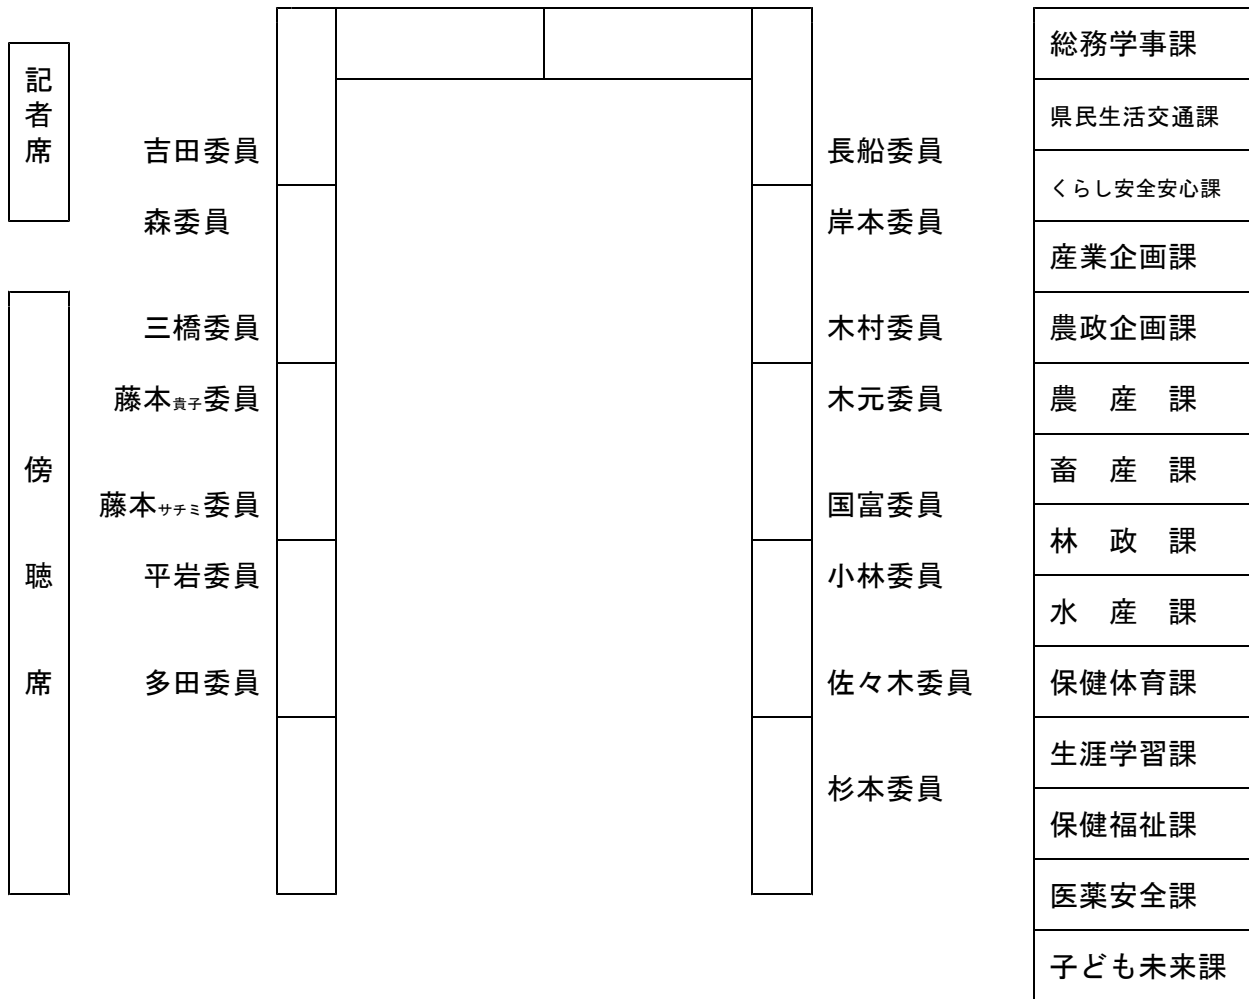 記者席
傍聴席
吉田委員
森委員
三橋委員
藤本貴子委員
藤本サチミ委員
平岩委員
多田委員
長船委員
岸本委員
木村委員
木元委員
国富委員
小林委員
佐々木委員
杉本委員
総務学事課
県民生活交通課
くらし安全安心課
産業企画課
農政企画課
農　産　課
畜　産　課
林　政　課
水　産　課
保健体育課
生涯学習課
保健福祉課
医薬安全課
子ども未来課